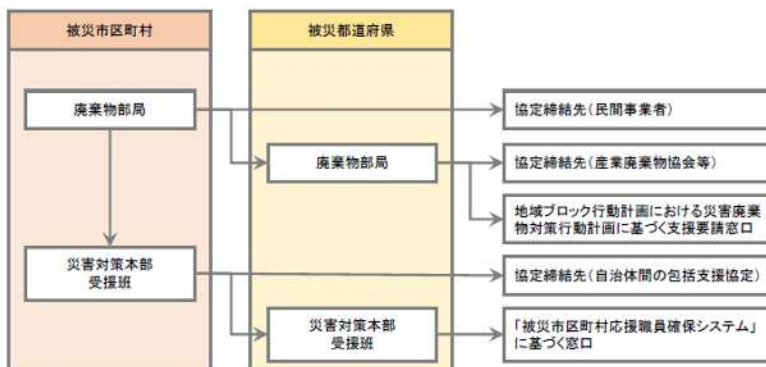 被災市区町村
被災都道府県
廃棄物部局
協定締結先(民間事業者)
廃棄物部局
協定締結先(産業廃棄物協会等)
地域ブロック行動計画における災害廃棄
物対策行動計画に基づく支援要請窓口
災害対策本部
受援班
協定締結先(自治体間の包括支援協定)
災害対策本部
受援班
「被災市区町村応援職員確保システム」
に基づく窓口